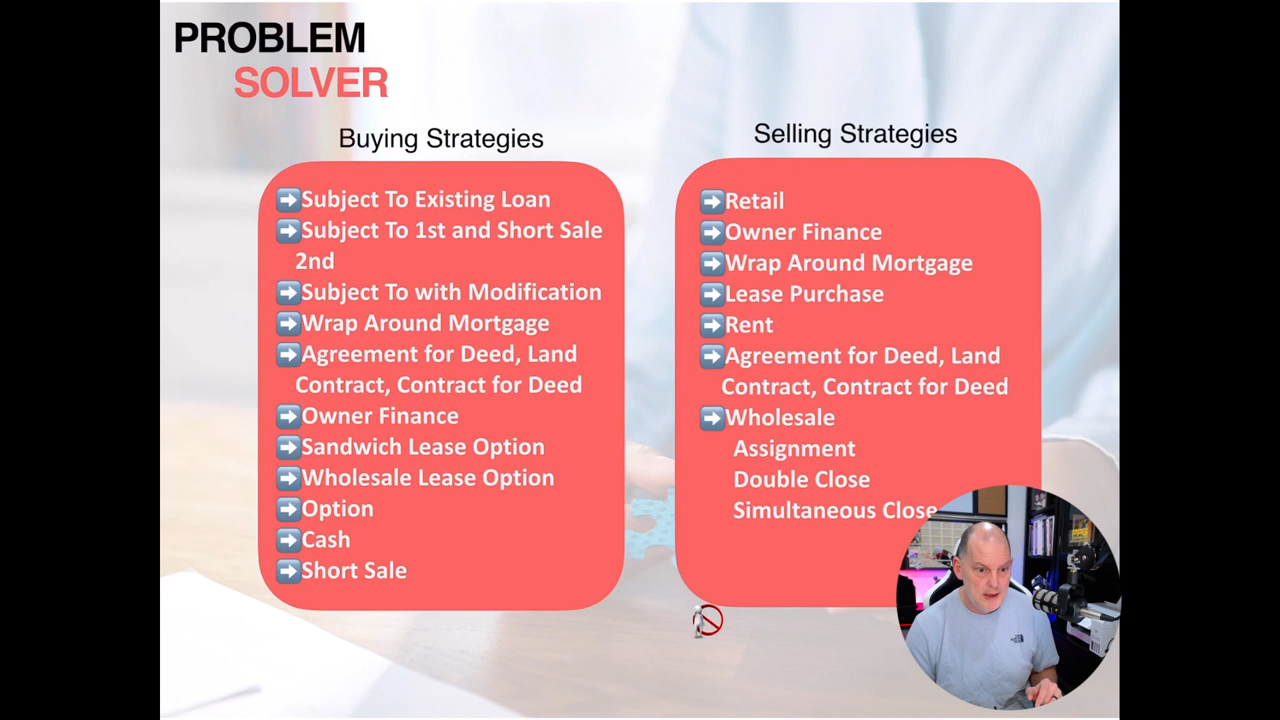 PROBLEM
SOLVER
Buying Strategies
➡Subject To Existing Loan
➡Subject To 1st and Short Sale
2nd
➡Subject To with Modification
➡Wrap Around Mortgage
➡Agreement for Deed, Land
Contract, Contract for Deed
➡Owner Finance
➡Sandwich Lease Option
➡Wholesale Lease Option
➡Option
➡Cash
➡Short Sale
Selling Strategies
➡Retail
➡Owner Finance
➡Wrap Around Mortgage
➡Lease Purchase
➡Rent
➡Agreement for Deed, Land
Contract, Contract for Deed
➡Wholesale
Assignment
Double Close
Simultaneous Close